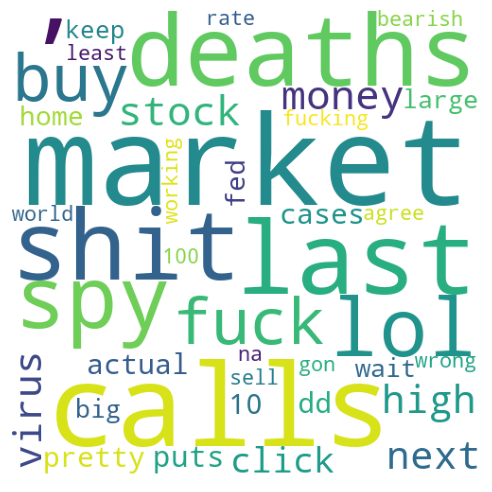 , keep rate bearish
least
buy deaths
money large
home stock fucking
market
working fed
world shit cases agree
100 last
spy fuck lol
virus actual na gon wait wrong
sell
big calls 10 dd high
pretty puts click next